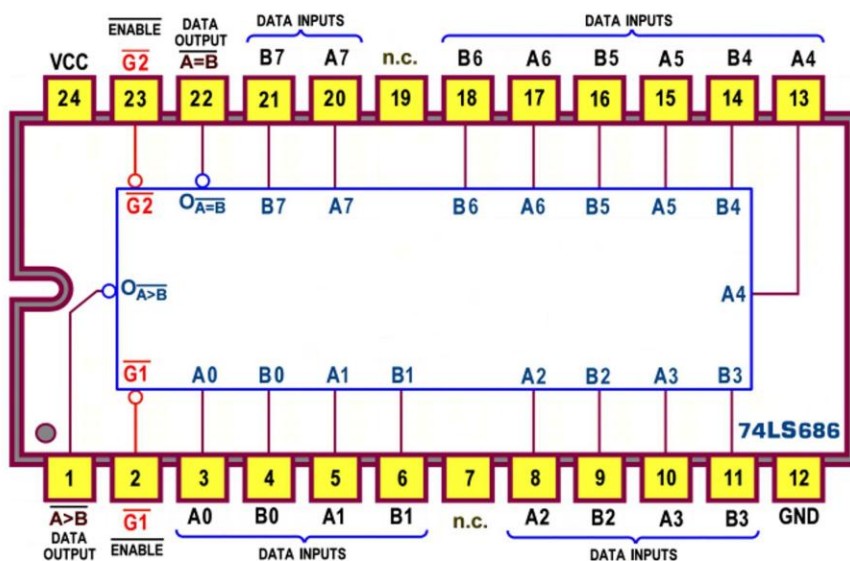 ENABLE DATA OUTPUT DATA INPUTS DATA INPUTS
VCC G2 A=B B7 A7 n.c. B6 A6 B5 A5 B4 A4
24 23 22 21 20 19 18 17 16 15 14 13
G2 OA=B B7 A7 B6 A6 B5 A5 B4
OA>B A4
G1 A0 B0 A1 B1 A2 B2 A3 B3
74LS686
1 2 3 4 5 6 7 8 9 10 11 12
A>B G1 A0 B0 A1 B1 n.c. A2 B2 A3 B3 GND
DATA OUTPUT ENABLE DATA INPUTS DATA INPUTS